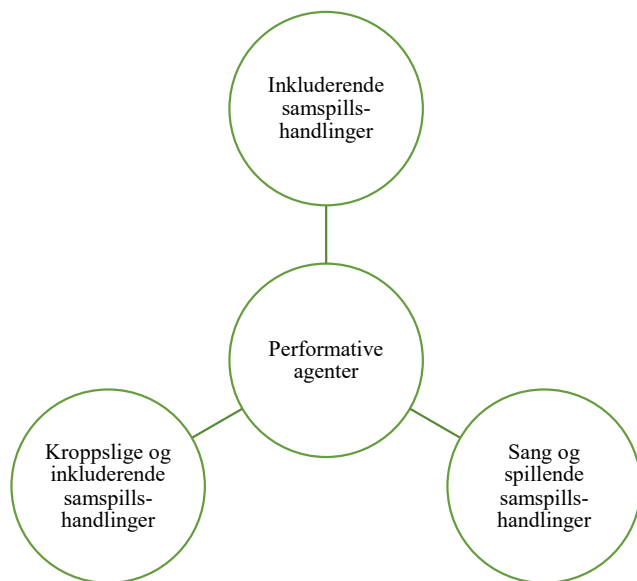 Inkluderende
samspills-
handlinger
Performative
agenter
Kroppslige og
inkluderende
samspills-
handlinger
Sang og
spillende
samspills-
handlinger